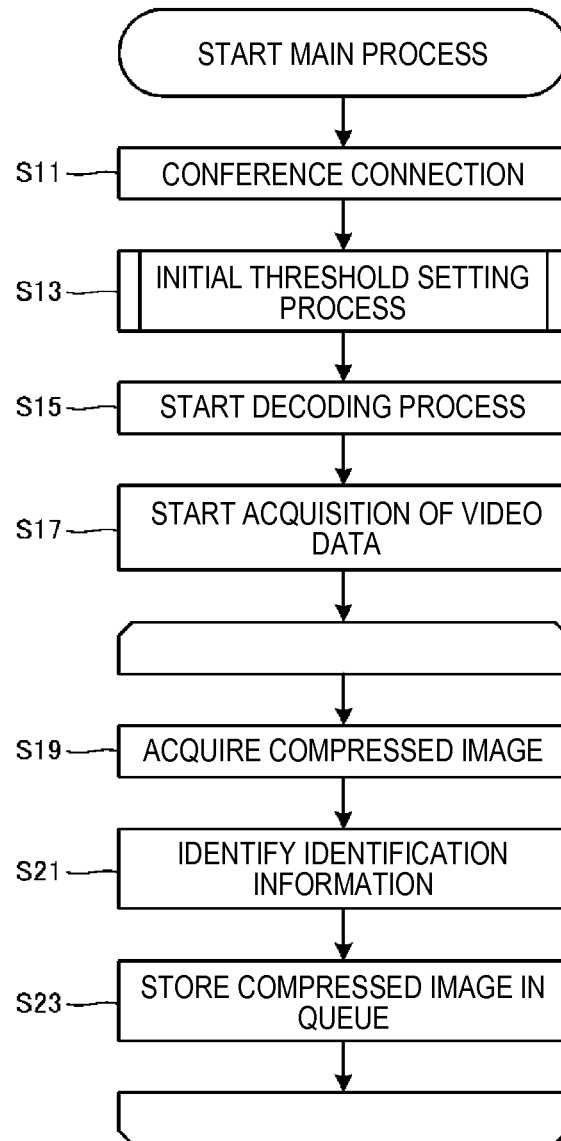 START MAIN PROCESS
S11
CONFERENCE CONNECTION
S13
INITIAL THRESHOLD SETTING
PROCESS
S15
START DECODING PROCESS
S17
START ACQUISITION OF VIDEO
DATA
S19
ACQUIRE COMPRESSED IMAGE
S21
IDENTIFY IDENTIFICATION
INFORMATION
S23
STORE COMPRESSED IMAGE IN
QUEUE